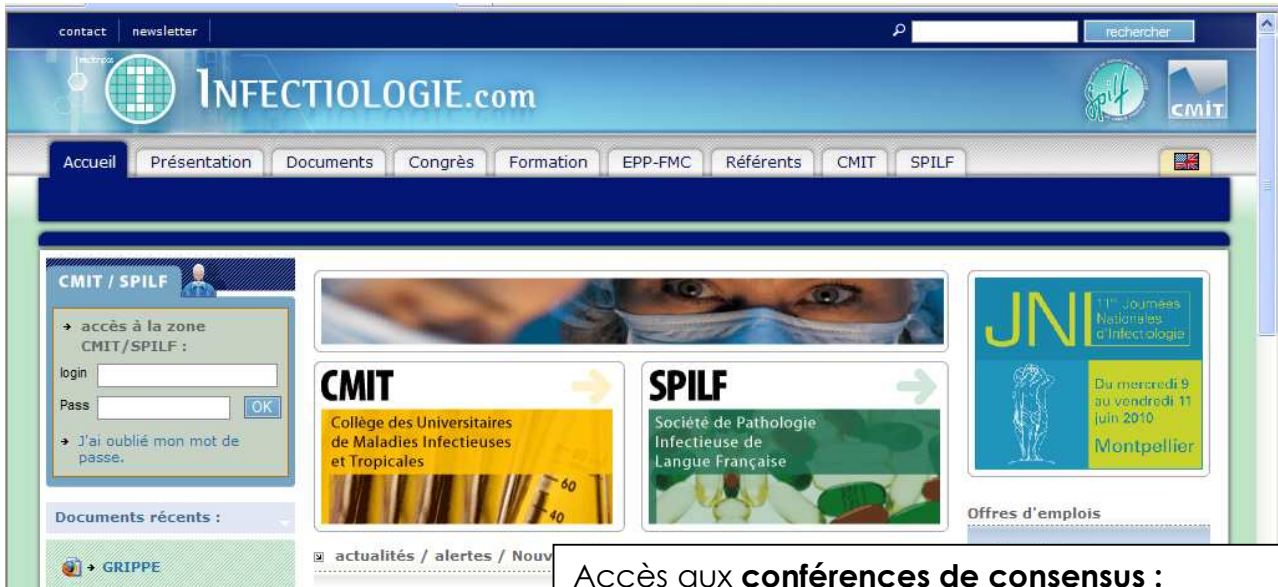 contact newsletter
rechercher
INFECTIOLOGIE.com
Spilf
CMiT
Accueil Présentation Documents Congrès Formation EPP-FMC Référents CMIT SPILF
CMIT / SPILF
accès à la zone
CMIT/SPILF :
login
Pass OK
J'ai oublié mon mot de
passe.
Documents récents :
GRIPPE
CMIT
Collège des Universitaires
de Maladies Infectieuses
et Tropicales
60
40
SPILF
Société de Pathologie
Infectieuse de
Langue Française
actualités / alertes / Nouv
JNI
11es Journées
Nationales
d'Infectiologie
Du mercredi 9
au vendredi 11
juin 2010
Montpellier
Offres d'emplois
Accès aux conférences de consensus :